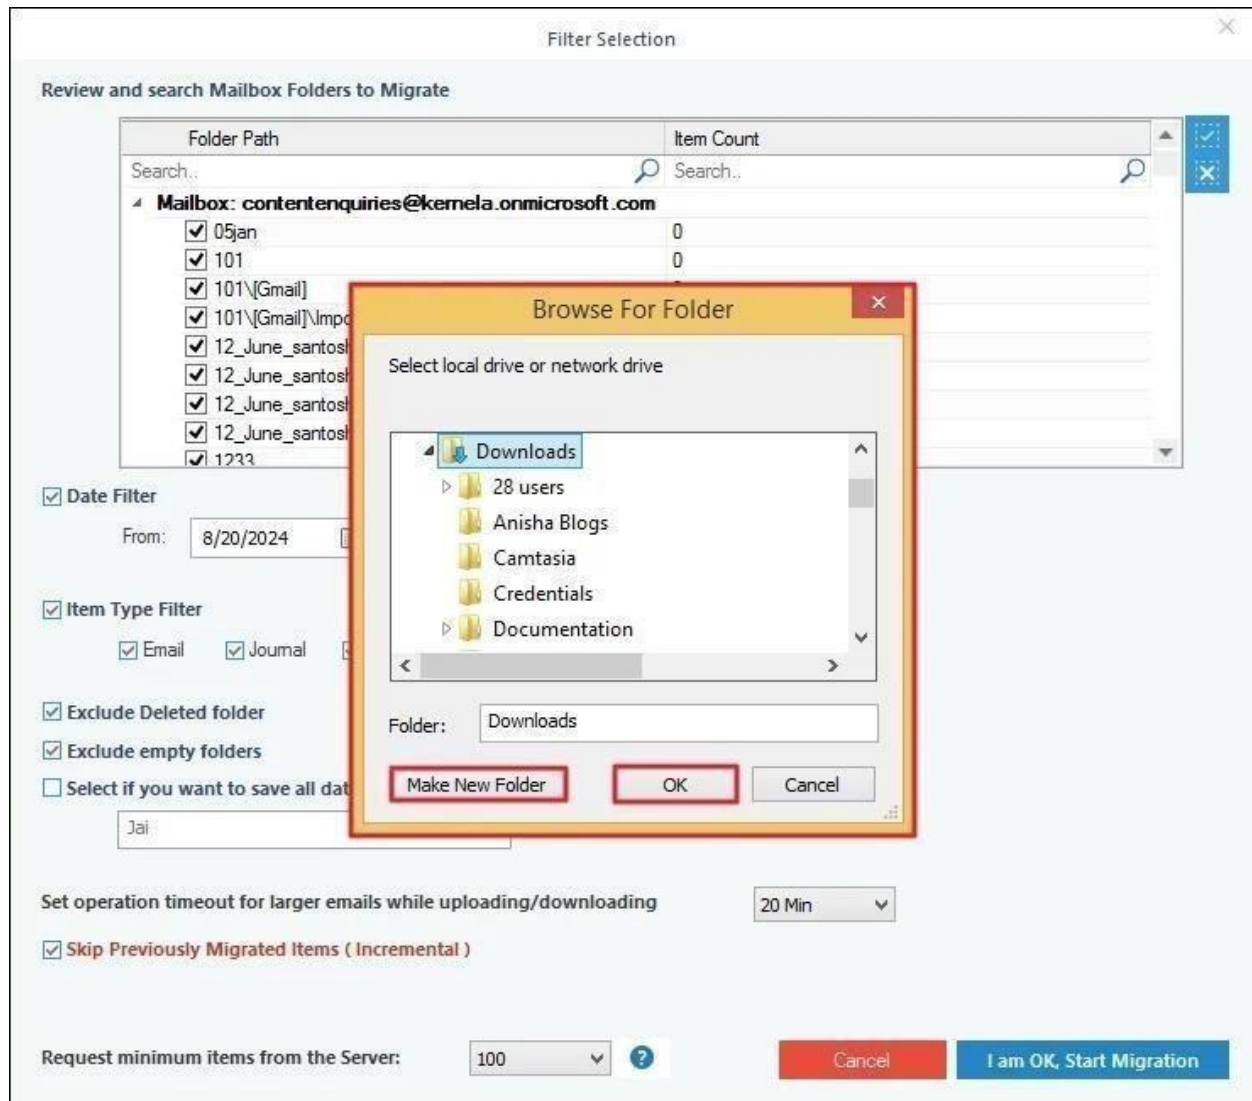 Filter Selection
Review and search Mailbox Folders to Migrate
Folder Path Item Count
Search.. Search..
Mailbox: contentenquiries@kernela.onmicrosoft.com
05jan 0
101 0
101\[Gmail]
101\[Gmail]\Impo
12_June_santosh
12_June_santosh
12_June_santosh
12_June_santosh
1233
Browse For Folder
Select local drive or network drive
Downloads
28 users
Anisha Blogs
Camtasia
Credentials
Documentation
Folder: Downloads
Make New Folder OK Cancel
Date Filter
From: 8/20/2024
Item Type Filter
Email Journal
Exclude Deleted folder
Exclude empty folders
Select if you want to save all dat
Jai
Set operation timeout for larger emails while uploading/downloading 20 Min
Skip Previously Migrated Items ( Incremental )
Request minimum items from the Server: 100 ? Cancel I am OK, Start Migration